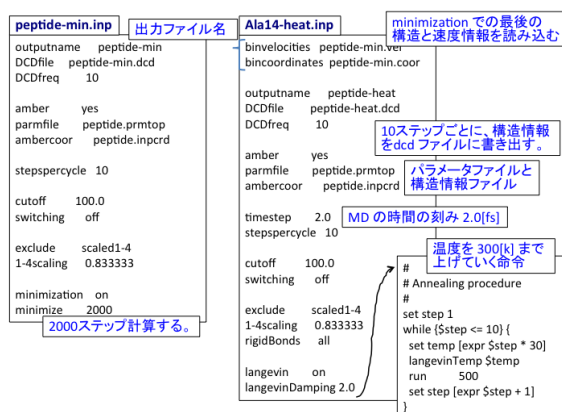 peptide-min.inp
出力ファイル名
outputname peptide-min
DCDfile peptide-min.dcd
DCDfreq 10
amber yes
parmfile peptide.prmtop
ambercoor peptide.inpcrd
stepspercycle 10
cutoff 100.0
switching off
exclude scaled1-4
1-4scaling 0.833333
minimization on
minimize 2000
2000ステップ計算する。
Ala14-heat.inp
minimization での最後の
構造と速度情報を読み込む
binvelocities peptide-min.vel
bincoordinates peptide-min.coor
outputname peptide-heat
DCDfile peptide-heat.dcd
DCDfreq 10
10ステップごとに、構造情報
をdcd ファイルに書き出す。
amber yes
parmfile peptide.prmtop
ambercoor peptide.inpcrd
パラメータファイルと
構造情報ファイル
timestep 2.0
MD の時間の刻み 2.0[fs]
stepspercycle 10
cutoff 100.0
switching off
exclude scaled1-4
1-4scaling 0.833333
rigidBonds all
langevin on
langevinDamping 2.0
温度を 300[k] まで
上げていく命令
#
# Annealing procedure
#
set step 1
while {$step <= 10} {
set temp [expr $step * 30]
langevinTemp $temp
run 500
set step [expr $step + 1]
}